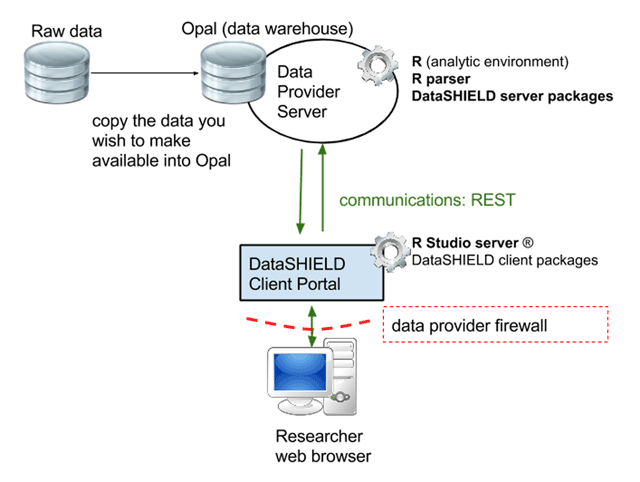 Raw data
Opal (data warehouse)
Data
Provider
Server
R (analytic environment)
R parser
DataSHIELD server packages
copy the data you
wish to make
available into Opal
communications: REST
R Studio server ®
DataSHIELD client packages
DataSHIELD
Client Portal
data provider firewall
Researcher
web browser